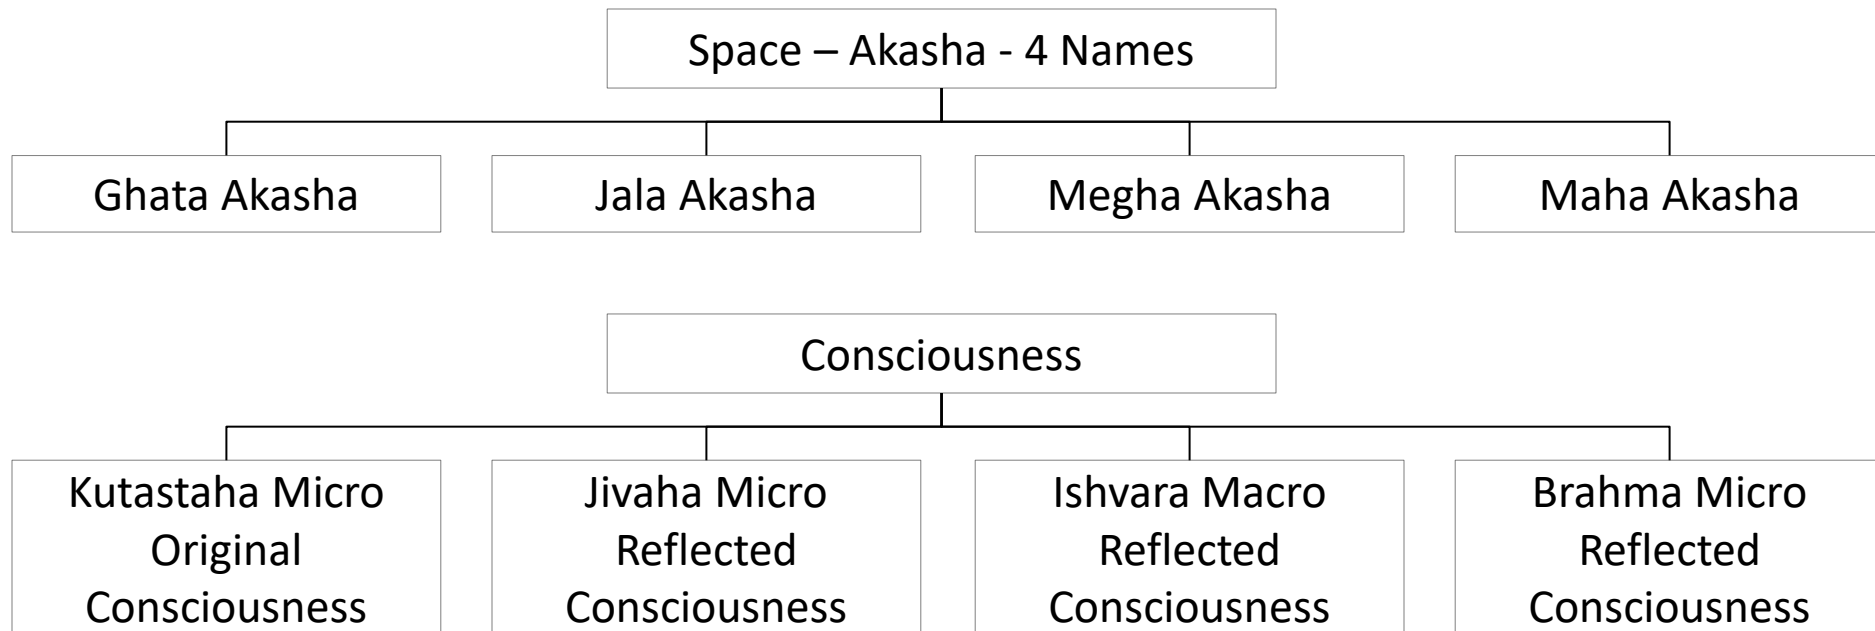 Space – Akasha - 4 Names
Ghata Akasha
Jala Akasha
Megha Akasha
Maha Akasha
Consciousness
Kutastaha Micro
Original
Consciousness
Jivaha Micro
Reflected
Consciousness
Ishvara Macro
Reflected
Consciousness
Brahma Micro
Reflected
Consciousness